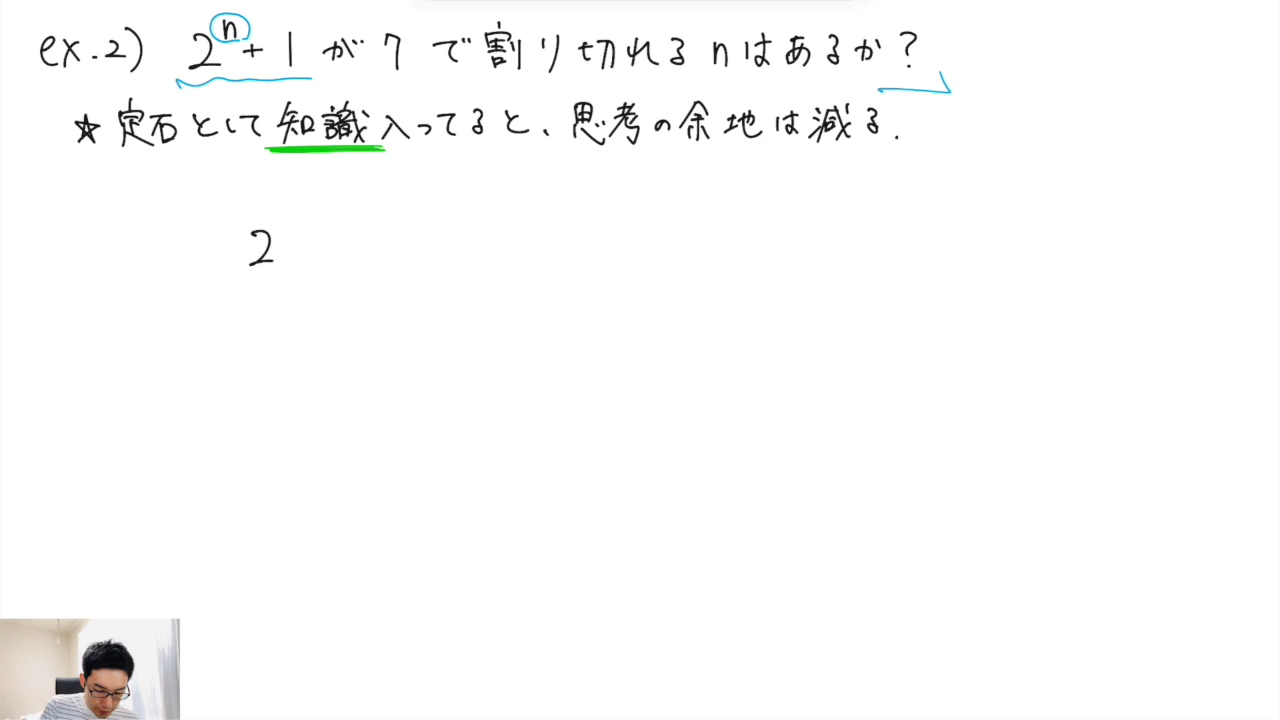 ex.2) 2^n + 1 が 7 で割り切れる n はあるか?
☆ 定石として知識入ってると、思考の余地は減る.
2